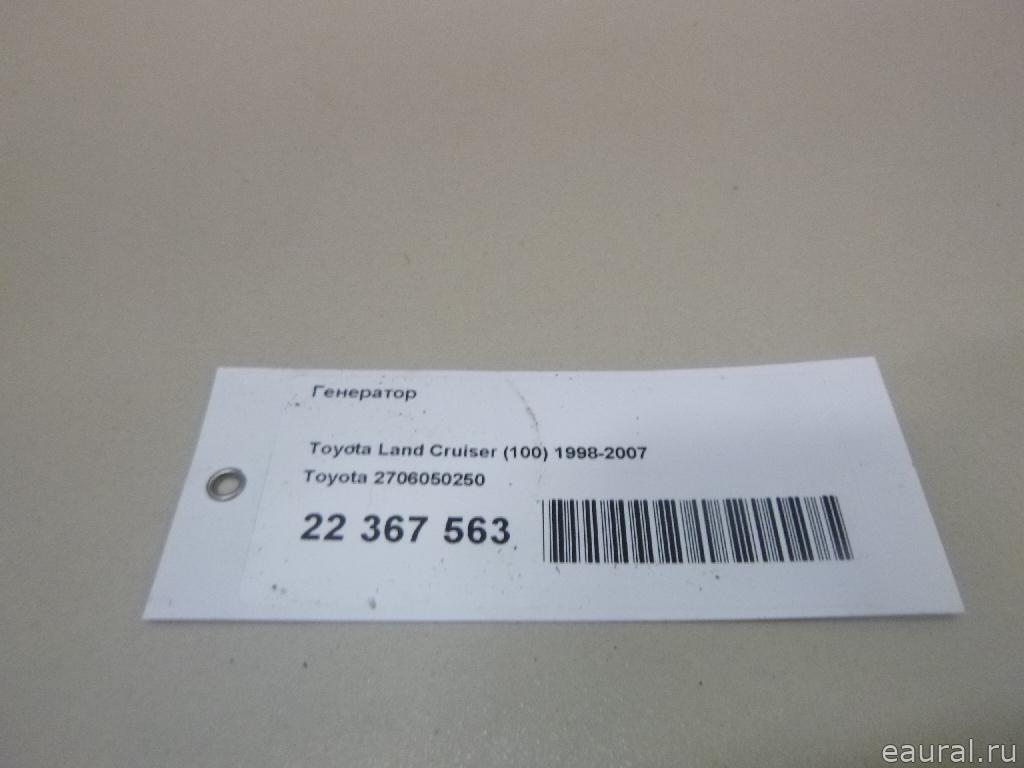 Генератор
Toyota Land Cruiser (100) 1998-2007
Toyota 2706050250
22 367 563
eaural.ru